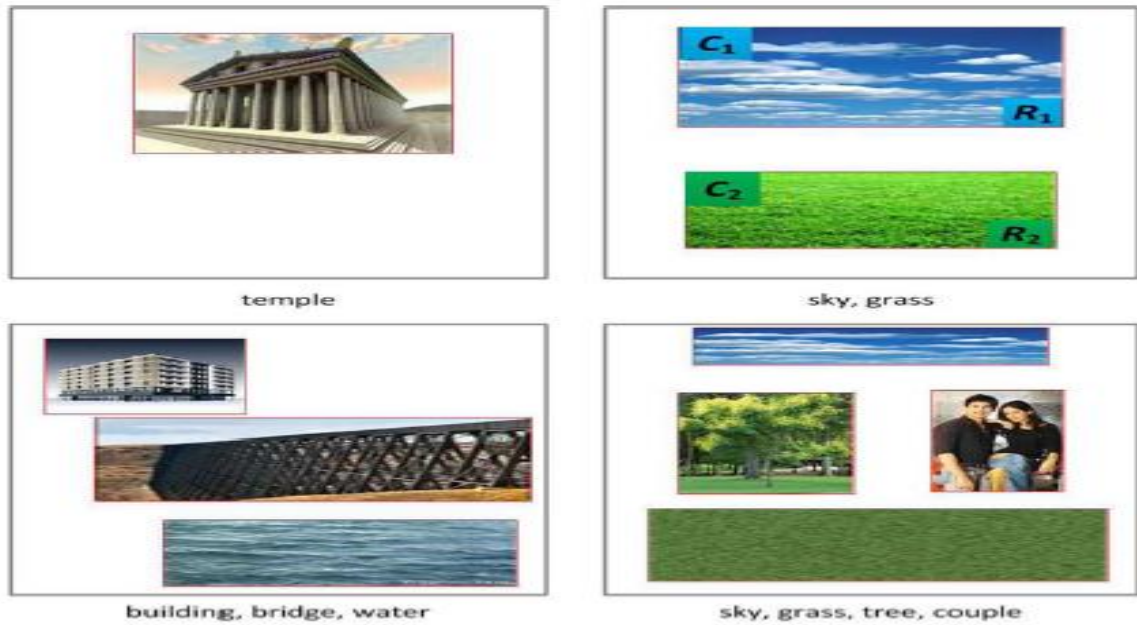 C1
R1
C2
R2
temple
sky, grass
building, bridge, water
sky, grass, tree, couple